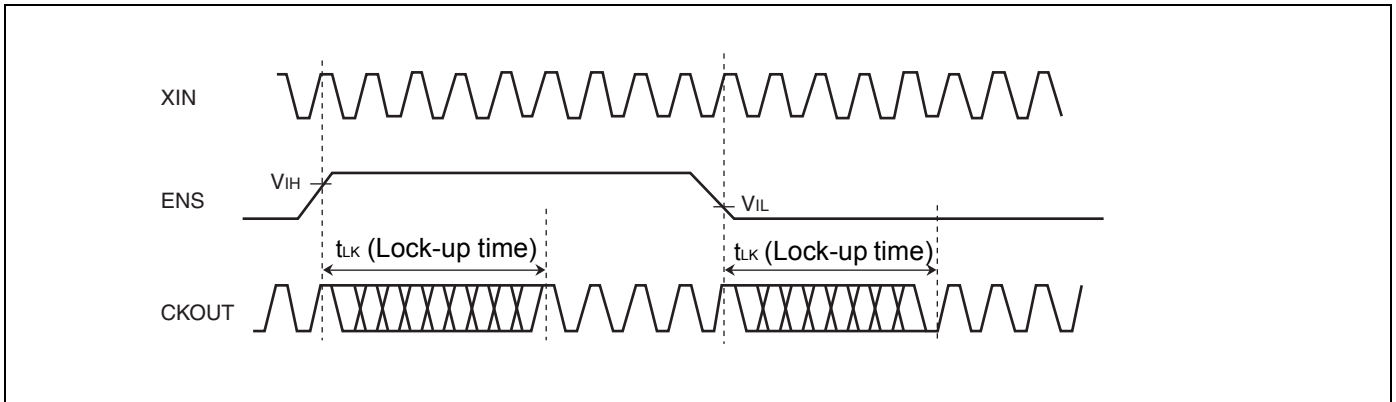 XIN
VIH
ENS
VIL
tLK (Lock-up time)
tLK (Lock-up time)
CKOUT